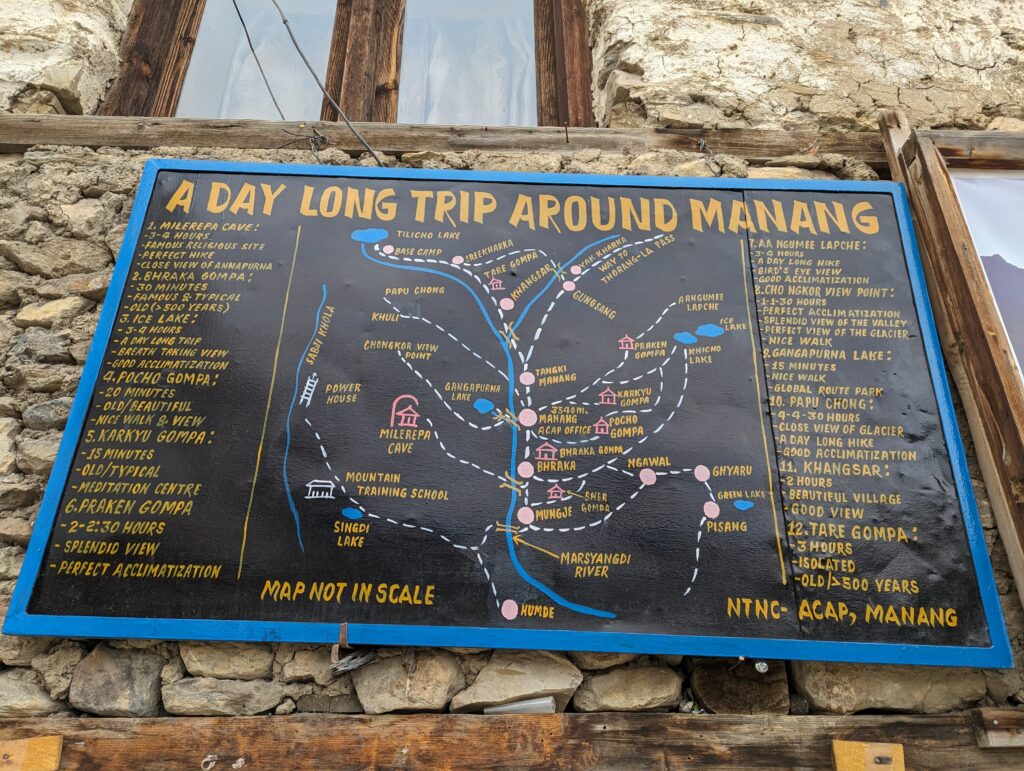 A DAY LONG TRIP AROUND MANANG
1. MILEREPA CAVE:
- 3-4 HOURS
- FAMOUS RELIGIOUS SITE
- PERFECT HIKE
- CLOSE VIEW OF ANNAPURNA
2. BHRAKA GOMPA:
- 30 MINUTES
- FAMOUS & TYPICAL
- OLD (>500 YEARS)
3. ICE LAKE:
- 3-4 HOURS
- A DAY LONG TRIP
- BREATH TAKING VIEW
- GOOD ACCLIMATIZATION
4. POCHO GOMPA:
- 20 MINUTES
- OLD/BEAUTIFUL
- NICE WALK & VIEW
5. KARKYU GOMPA:
- 35 MINUTES
- OLD/TYPICAL
- MEDITATION CENTRE
6. PRAKEN GOMPA
- 2-2:30 HOURS
- SPLENDID VIEW
- PERFECT ACCLIMATIZATION
TILICHO LAKE
BASE CAMP
SREEKHARKA
TARE GOMPA
KHANGSAR
YAK KHARKA
WAY TO
THORANG-LA PASS
GUNGSANG
PAPU CHONG
KHULI
CHONGKOR VIEW
POINT
SABJI KHOLA
POWER
HOUSE
GANGAPURNA
LAKE
MILEREPA
CAVE
TANGKI
MANANG
3540m.
MANANG
ACAP OFFICE
AANGUMEE
LAPCHE
ICE
LAKE
KHICHO
LAKE
PRAKEN
GOMPA
KARKYU
GOMPA
POCHO
GOMPA
BHRAKA GOMPA
BHRAKA
SHER
GOMPA
MUNGJE
NGAWAL
GHYARU
GREEN LAKE
PISANG
MOUNTAIN
TRAINING SCHOOL
SINGDI
LAKE
MARSYANGDI
RIVER
HUMDE
MAP NOT IN SCALE
7. AA NGUMEE LAPCHE:
- 3-4 HOURS
- A DAY LONG HIKE
- BIRD'S EYE VIEW
- GOOD ACCLIMATIZATION
8. CHO NGKOR VIEW POINT:
- 1-1-30 HOURS
- PERFECT ACCLIMATIZATION
- SPLENDID VIEW OF THE VALLEY
- PERFECT VIEW OF THE GLACIER
- NICE WALK
9. GANGAPURNA LAKE:
- 15 MINUTES
- NICE WALK
- GLOBAL ROUTE PARK
10. PAPU CHONG:
- 4-4-30 HOURS
- CLOSE VIEW OF GLACIER
- A DAY LONG HIKE
- GOOD ACCLIMATIZATION
11. KHANGSAR:
- 2 HOURS
- BEAUTIFUL VILLAGE
- GOOD VIEW
12. TARE GOMPA:
- 3 HOURS
- ISOLATED
- OLD/>500 YEARS
NTNC- ACAP, MANANG